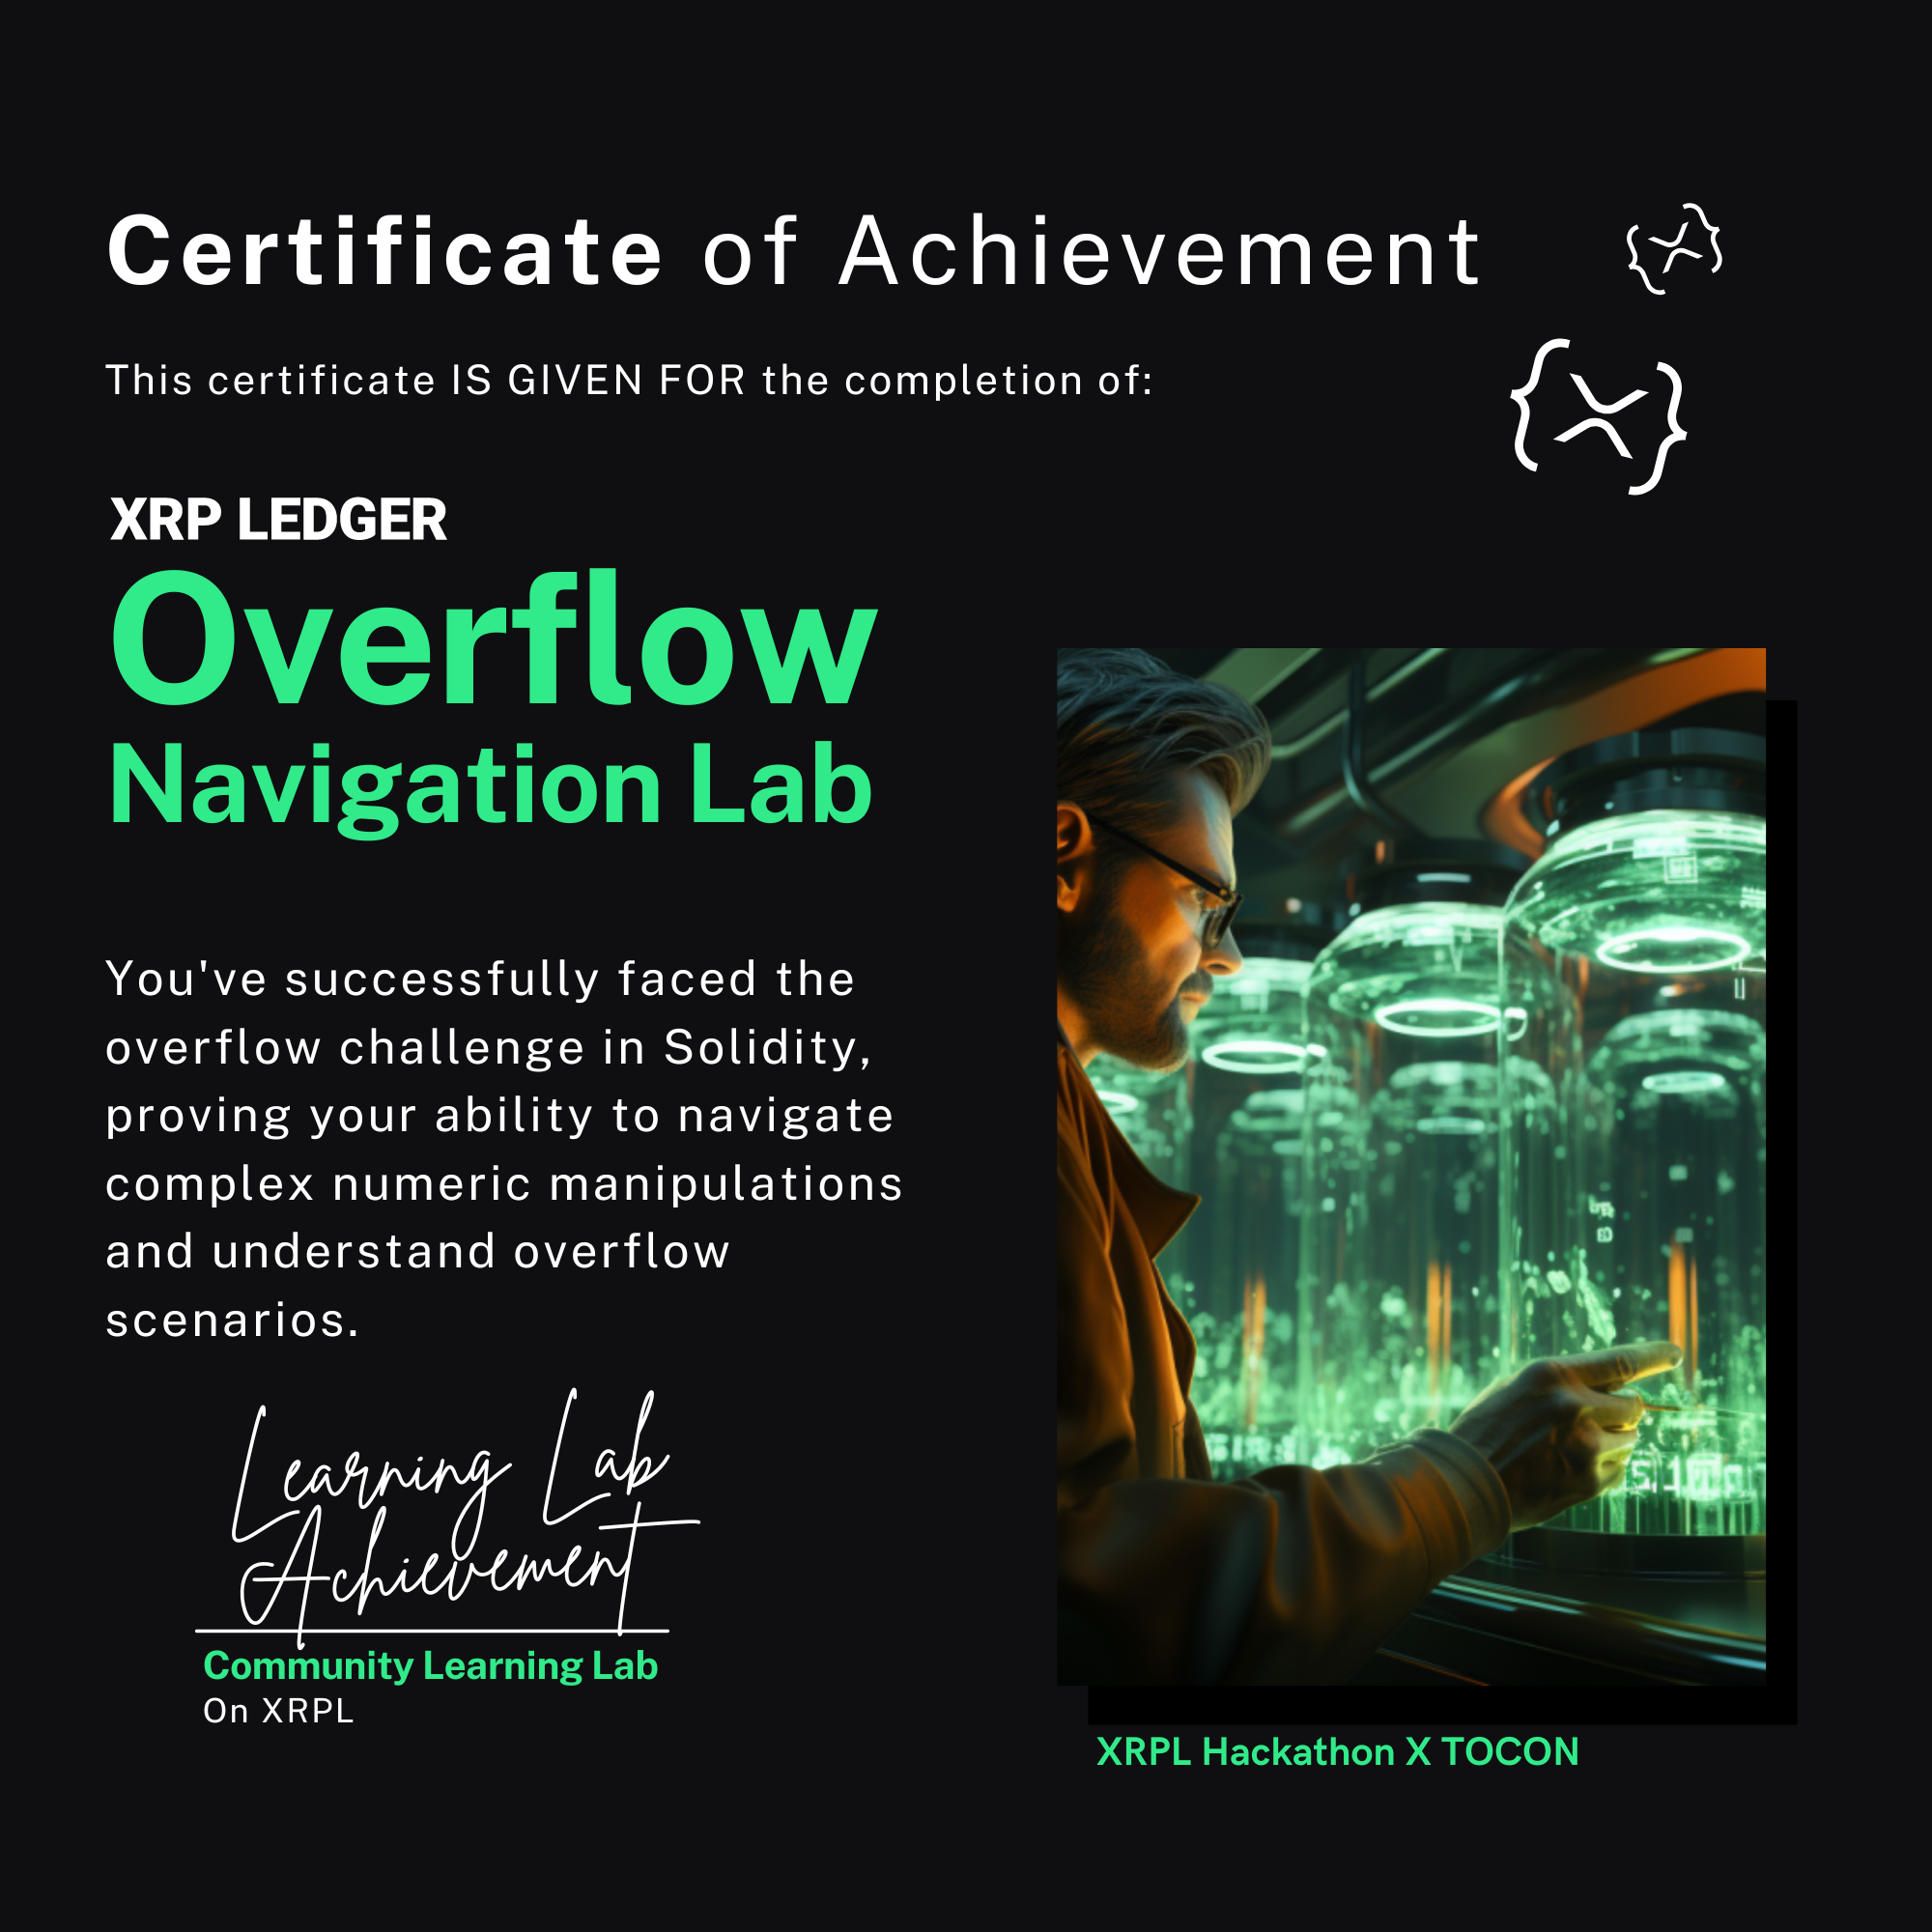 Certificate of Achievement
This certificate IS GIVEN FOR the completion of:
XRP LEDGER
Overflow
Navigation Lab
You've successfully faced the
overflow challenge in Solidity,
proving your ability to navigate
complex numeric manipulations
and understand overflow
scenarios.
Learning Lab
Achievement
Community Learning Lab
On XRPL
XRPL Hackathon X TOCON